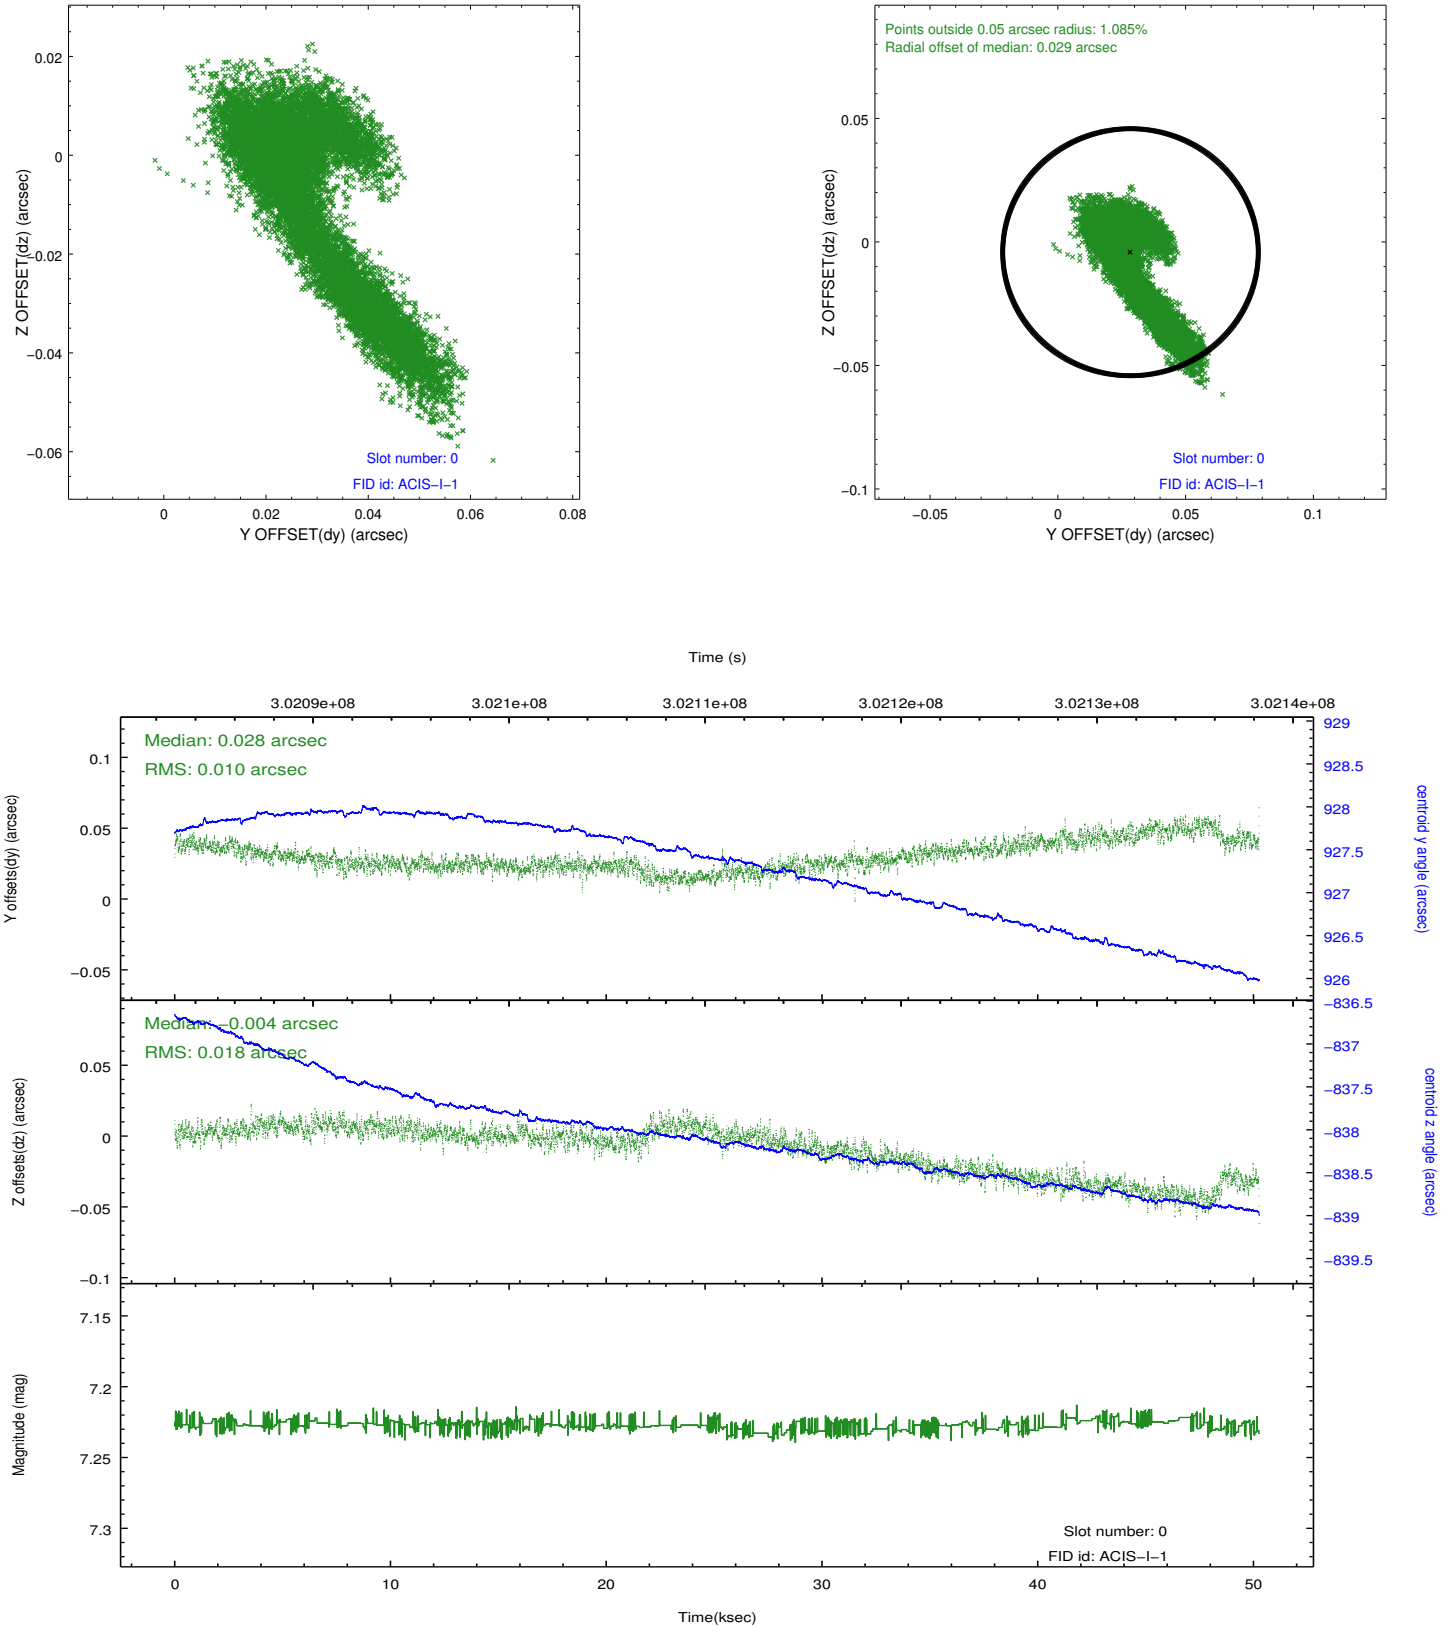 0.02
0
−0.02
−0.04
−0.06
Z OFFSET(dz) (arcsec)
Slot number: 0
FID id: ACIS−I−1
0 0.02 0.04 0.06 0.08
Y OFFSET(dy) (arcsec)
Points outside 0.05 arcsec radius: 1.085%
Radial offset of median: 0.029 arcsec
0.05
0
−0.05
−0.1
Z OFFSET(dz) (arcsec)
Slot number: 0
FID id: ACIS−I−1
−0.05 0 0.05 0.1
Y OFFSET(dy) (arcsec)
Time (s)
3.0209e+08 3.021e+08 3.0211e+08 3.0212e+08 3.0213e+08 3.0214e+08
Median: 0.028 arcsec
RMS: 0.010 arcsec
0.1
0.05
0
−0.05
Y offsets(dy) (arcsec)
929
928.5
928
927.5
927
926.5
926
centroid y angle (arcsec)
Median: −0.004 arcsec
RMS: 0.018 arcsec
0.05
0
−0.05
−0.1
Z offsets(dz) (arcsec)
−836.5
−837
−837.5
−838
−838.5
−839
−839.5
centroid z angle (arcsec)
7.15
7.2
7.25
7.3
Magnitude (mag)
Slot number: 0
FID id: ACIS−I−1
0 10 20 30 40 50
Time(ksec)